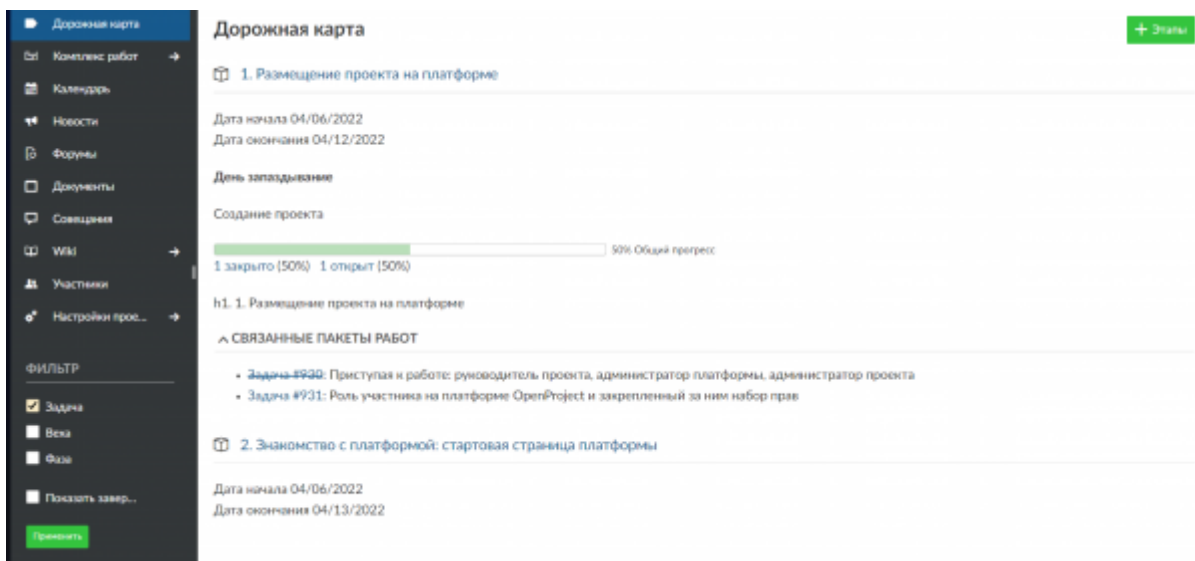 Дорожная карта
Комплекс работ
Календарь
Новости
Форумы
Документы
Совещания
Wiki
Участники
Настройки прое...
ФИЛЬТР
Задача
Веха
Фаза
Показать завер...
Применить
Дорожная карта
+ Этапы
1. Размещение проекта на платформе
Дата начала 04/06/2022
Дата окончания 04/12/2022
День запаздывание
Создание проекта
50% Общий прогресс
1 закрыто (50%) 1 открыт (50%)
h1. 1. Размещение проекта на платформе
СВЯЗАННЫЕ ПАКЕТЫ РАБОТ
Задача #930: Приступая к работе: руководитель проекта, администратор платформы, администратор проекта
Задача #931: Роль участника на платформе OpenProject и закрепленный за ним набор прав
2. Знакомство с платформой: стартовая страница платформы
Дата начала 04/06/2022
Дата окончания 04/13/2022